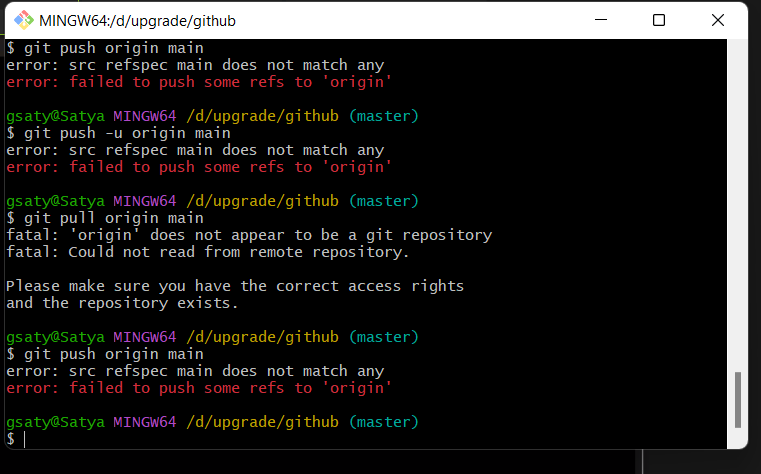 MINGW64:/d/upgrade/github
$ git push origin main
error: src refspec main does not match any
error: failed to push some refs to 'origin'
gsaty@Satya MINGW64 /d/upgrade/github (master)
$ git push -u origin main
error: src refspec main does not match any
error: failed to push some refs to 'origin'
gsaty@Satya MINGW64 /d/upgrade/github (master)
$ git pull origin main
fatal: 'origin' does not appear to be a git repository
fatal: Could not read from remote repository.
Please make sure you have the correct access rights
and the repository exists.
gsaty@Satya MINGW64 /d/upgrade/github (master)
$ git push origin main
error: src refspec main does not match any
error: failed to push some refs to 'origin'
gsaty@Satya MINGW64 /d/upgrade/github (master)
$